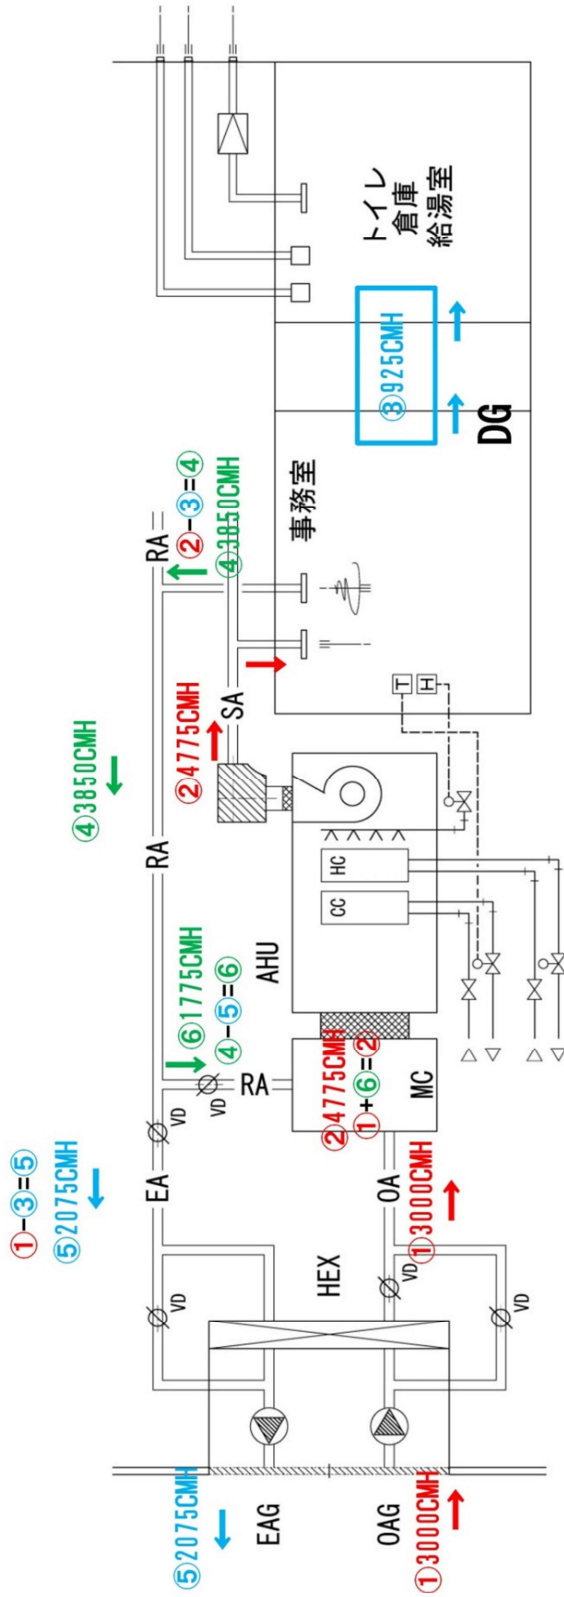 ①-③=⑤
⑤2075CMH
④3850CMH
②-③=④
RA
④3850CMH
RA
⑥1775CMH
④-⑤=⑥
RA
EA
VD
VD
VD
②4775CMH
SA
AHU
②4775CMH
①+⑥=②
MC
CC
HC
T
H
事務室
③925CMH
DG
トイレ
倉庫
給湯室
⑤2075CMH
EAG
HEX
OA
VD
VD
①3000CMH
OAG
①3000CMH